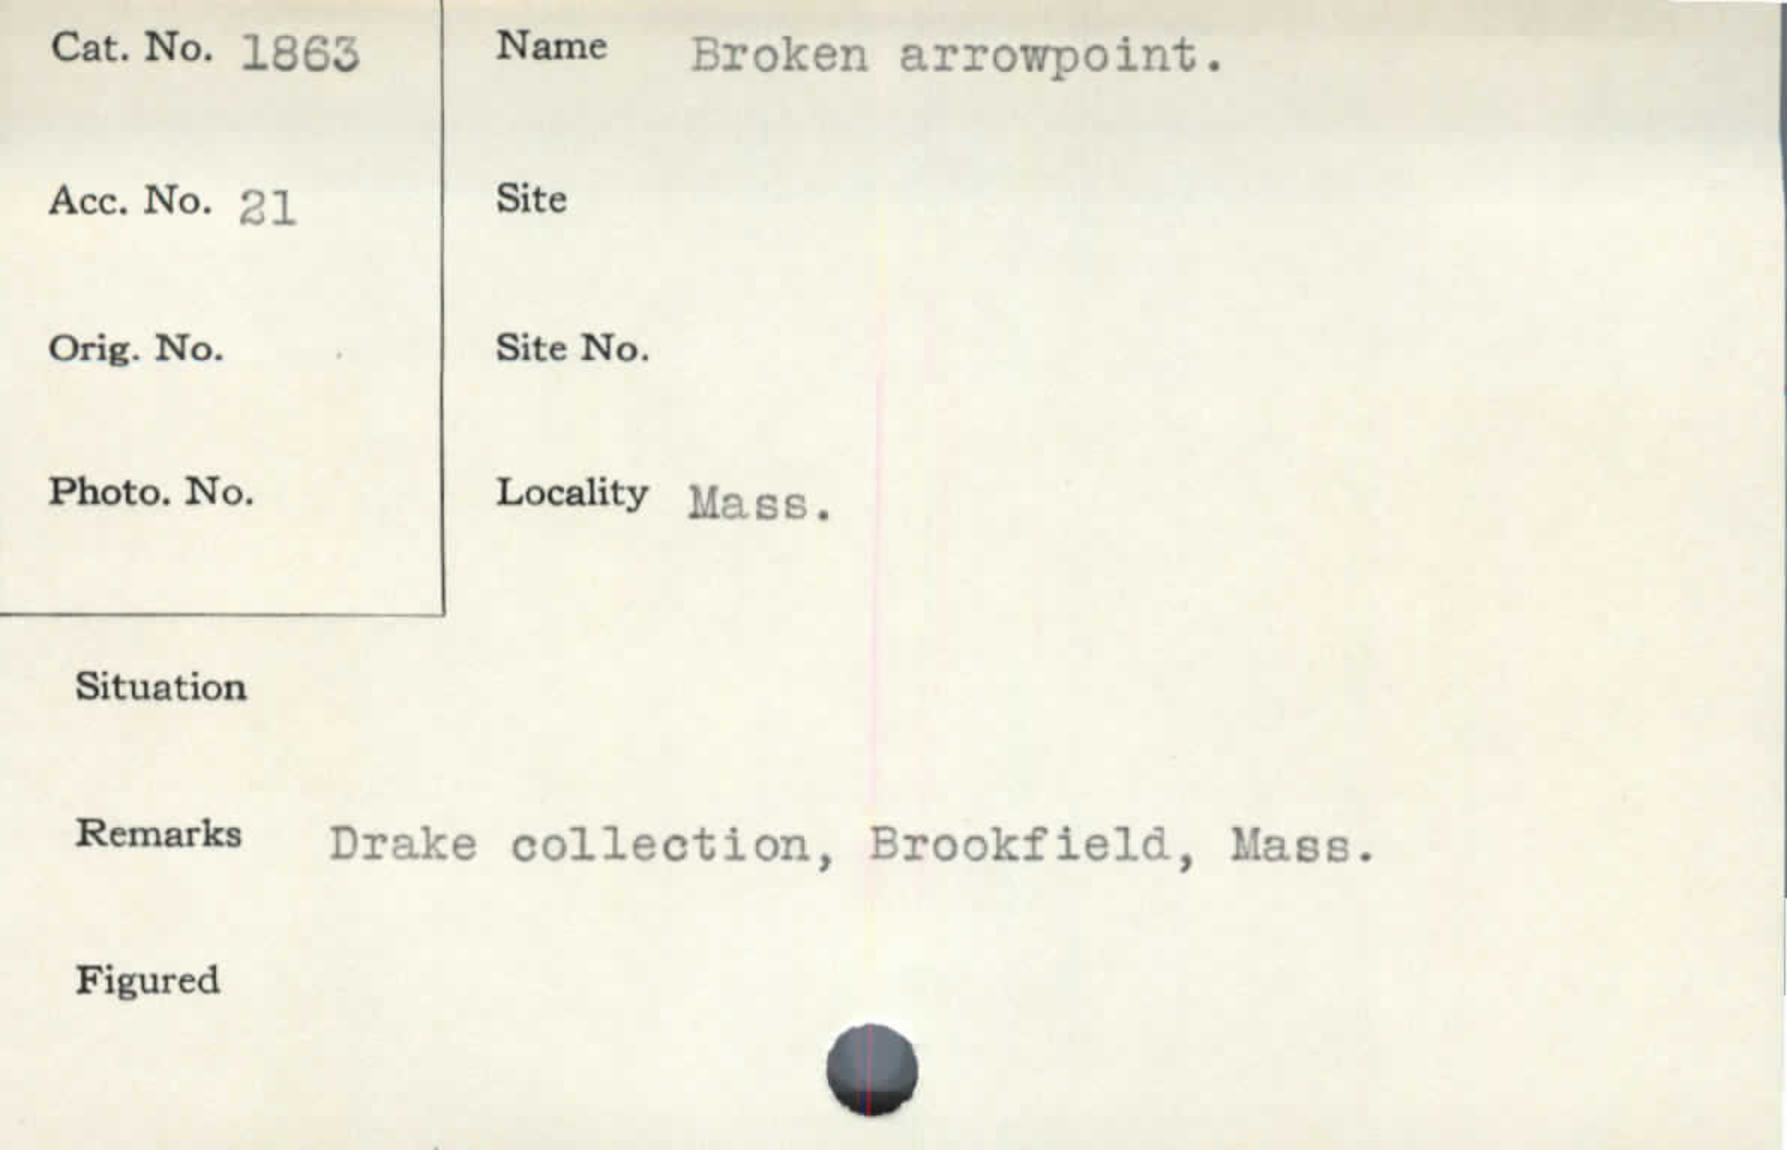 Cat. No. 1863
Name Broken arrowpoint.
Acc. No. 21
Site
Orig. No.
Site No.
Photo. No.
Locality Mass.
Situation
Remarks Drake collection, Brookfield, Mass.
Figured